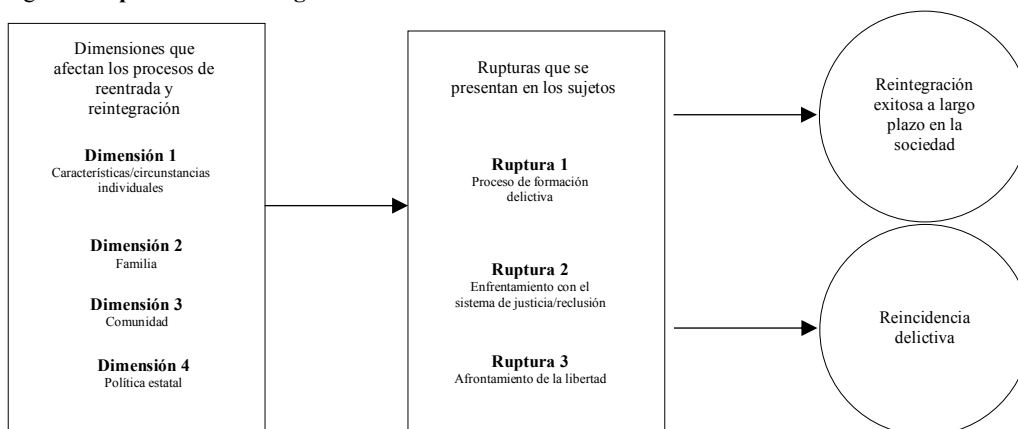 Dimensiones que
afectan los procesos de
reentrada y
reintegración
Dimensión 1
Características/circunstancias
individuales
Dimensión 2
Familia
Dimensión 3
Comunidad
Dimensión 4
Política estatal
Rupturas que se
presentan en los sujetos
Ruptura 1
Proceso de formación
delictiva
Ruptura 2
Enfrentamiento con el
sistema de justicia/reclusión
Ruptura 3
Afrontamiento de la libertad
Reintegración
exitosa a largo
plazo en la
sociedad
Reincidencia
delictiva